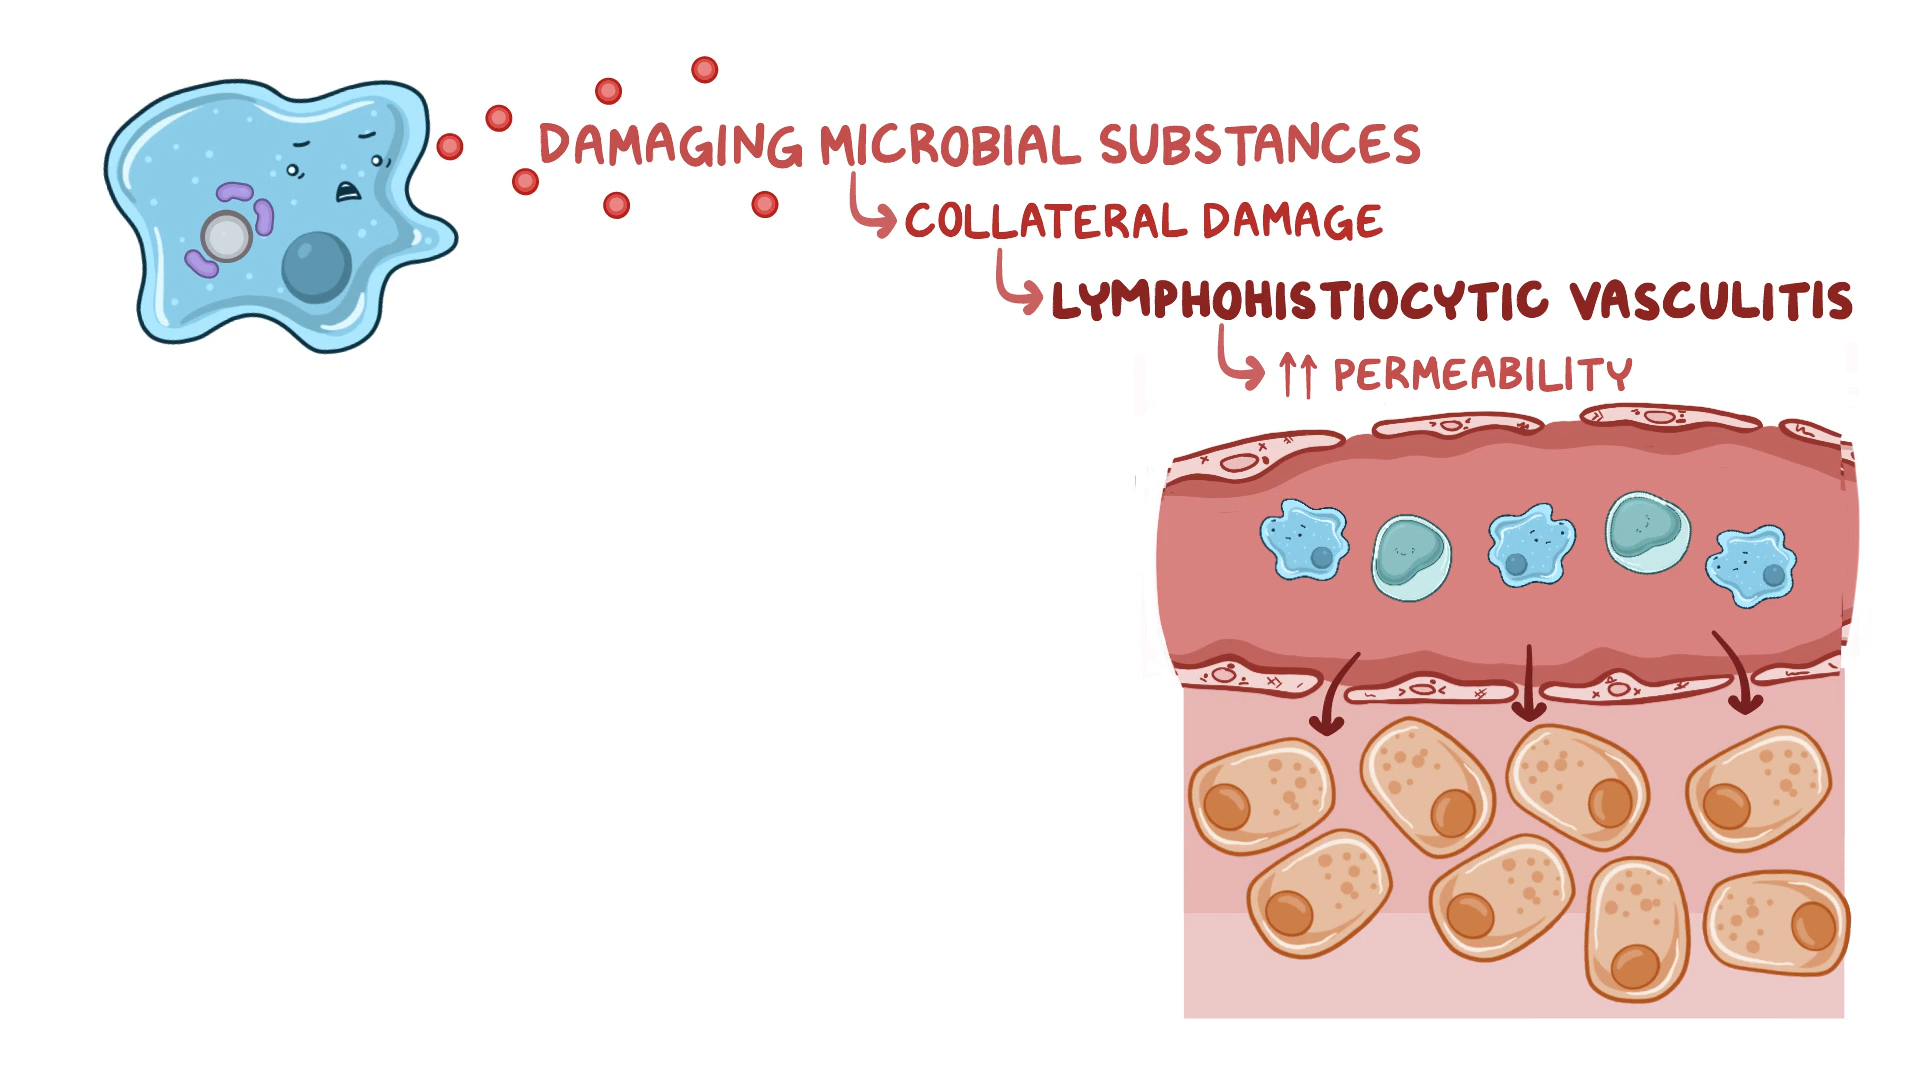 DAMAGING MICROBIAL SUBSTANCES
COLLATERAL DAMAGE
LYMPHOHISTIOCYTIC VASCULITIS
↑↑ PERMEABILITY